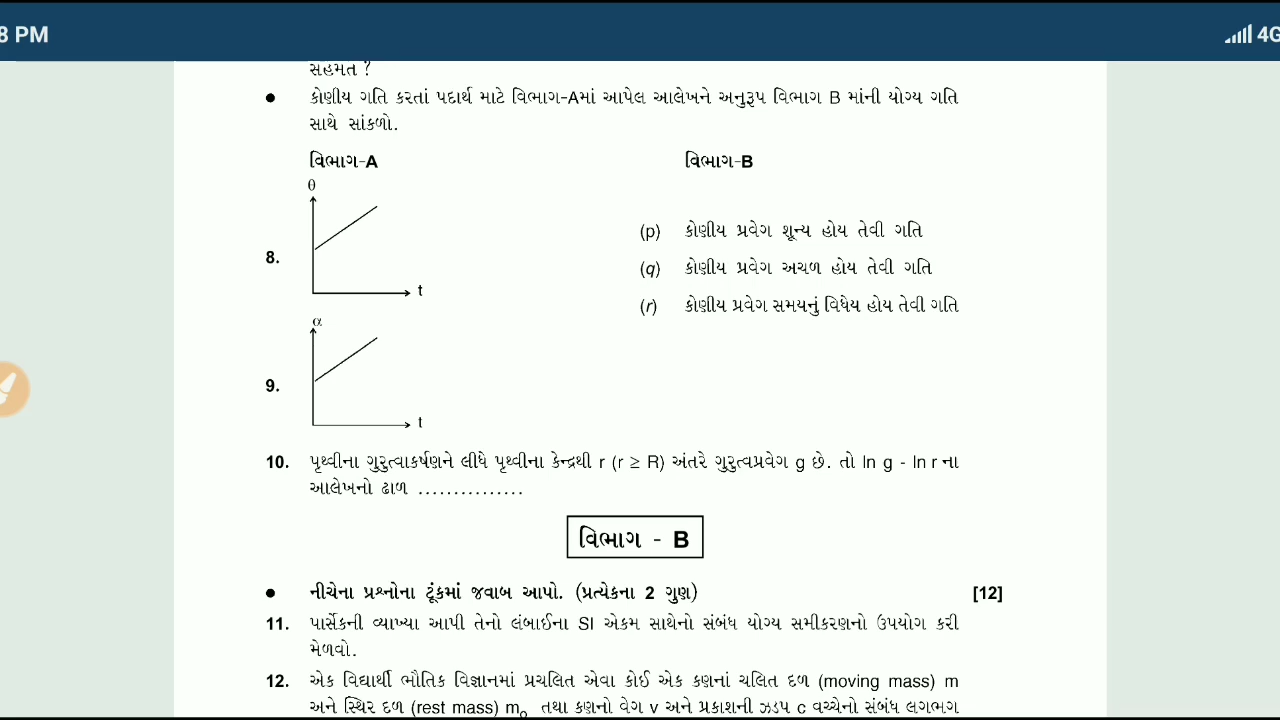 8 PM
4G
સહમત ?
● કોણીય ગતિ કરતાં પદાર્થ માટે વિભાગ-Aમાં આપેલ આલેખને અનુરૂપ વિભાગ B માંની યોગ્ય ગતિ
સાથે સાંકળો.
વિભાગ-A વિભાગ-B
θ
(p) કોણીય પ્રવેગ શૂન્ય હોય તેવી ગતિ
8.
(q) કોણીય પ્રવેગ અચળ હોય તેવી ગતિ
t
(r) કોણીય પ્રવેગ સમયનું વિધેય હોય તેવી ગતિ
α
9.
t
10. પૃથ્વીના ગુરુત્વાકર્ષણને લીધે પૃથ્વીના કેન્દ્રથી r (r ≥ R) અંતરે ગુરુત્વપ્રવેગ g છે. તો ln g - ln r ના
આલેખનો ઢાળ ...............
વિભાગ - B
● નીચેના પ્રશ્નોના ટૂંકમાં જવાબ આપો. (પ્રત્યેકના 2 ગુણ) [12]
11. પાર્સેકની વ્યાખ્યા આપી તેનો લંબાઈના SI એકમ સાથેનો સંબંધ યોગ્ય સમીકરણનો ઉપયોગ કરી
મેળવો.
12. એક વિદ્યાર્થી ભૌતિક વિજ્ઞાનમાં પ્રચલિત એવા કોઈ એક કણનાં ચલિત દળ (moving mass) m
અને સ્થિર દળ (rest mass) m₀ તથા કણનો વેગ v અને પ્રકાશની ઝડપ c વચ્ચેનો સંબંધ લગભગ